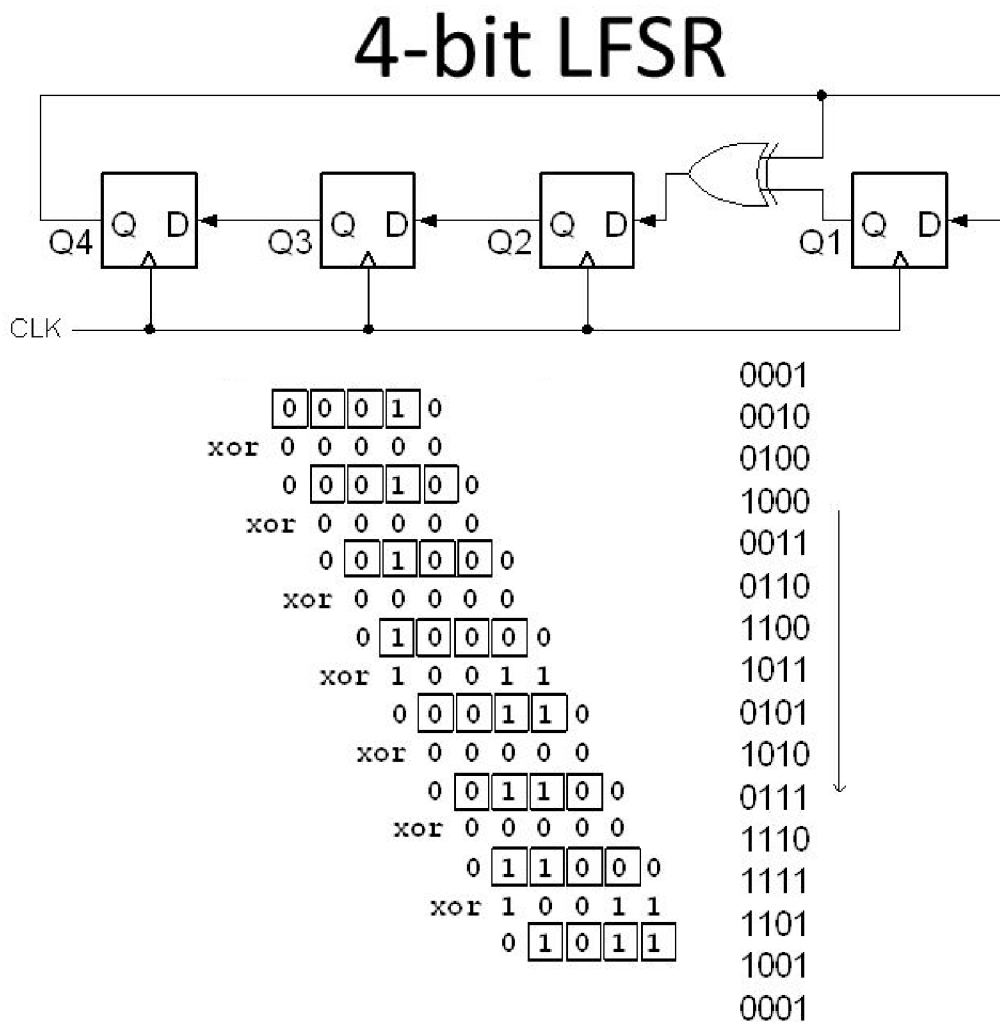 4-bit LFSR
Q D Q D Q D Q D
Q4 Q3 Q2 Q1
CLK
0 0 0 1 0
xor 0 0 0 0 0
0 0 0 1 0 0
xor 0 0 0 0 0
0 0 1 0 0 0
xor 0 0 0 0 0
0 1 0 0 0 0
xor 1 0 0 1 1
0 0 0 1 1 0
xor 0 0 0 0 0
0 0 1 1 0 0
xor 0 0 0 0 0
0 1 1 0 0 0
xor 1 0 0 1 1
0 1 0 1 1
0001
0010
0100
1000
0011
0110
1100
1011
0101
1010
0111
1110
1111
1101
1001
0001